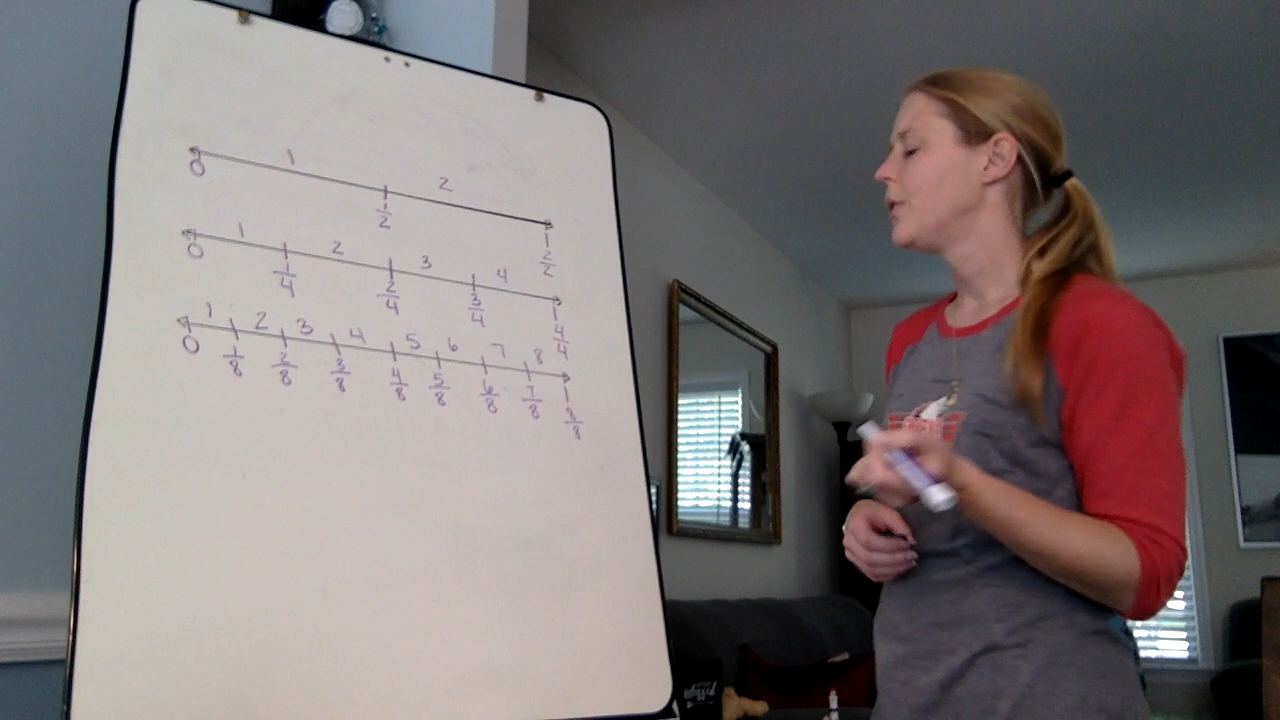 1 2
0 1/2 2/2
1 2 3 4
0 1/4 2/4 3/4 4/4
1 2 3 4 5 6 7 8
0 1/8 2/8 3/8 4/8 5/8 6/8 7/8 8/8